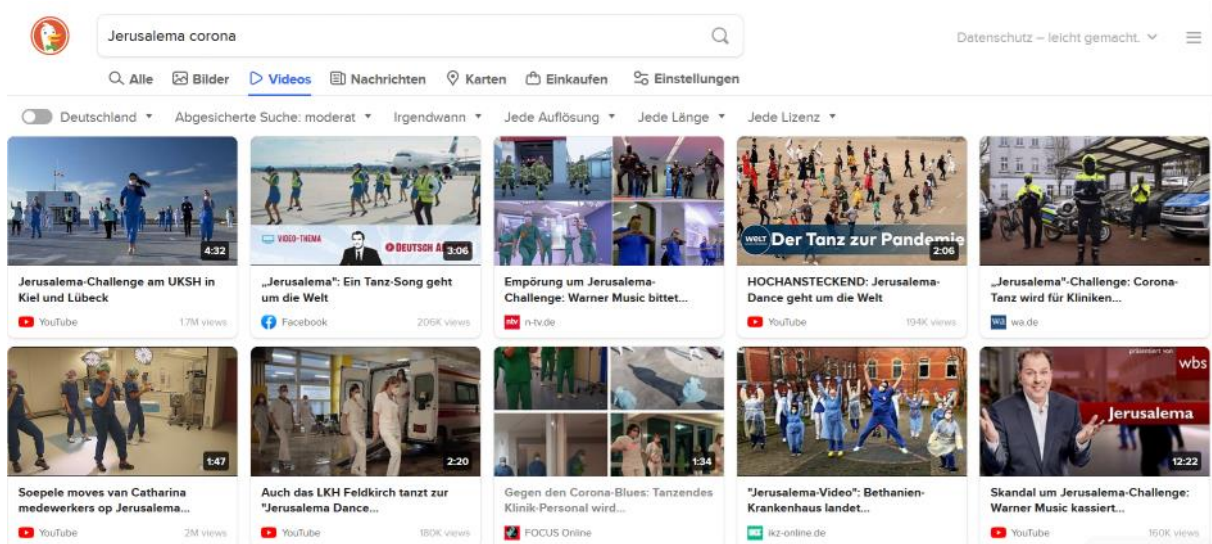 Jerusalema corona
Datenschutz – leicht gemacht.
Alle Bilder Videos Nachrichten Karten Einkaufen Einstellungen
Deutschland Abgesicherte Suche: moderat Irgendwann Jede Auflösung Jede Länge Jede Lizenz
4:32
VIDEO-THEMA
DEUTSCH
3:06
WELT Der Tanz zur Pandemie
2:06
Jerusalema-Challenge am UKSH in
Kiel und Lübeck
YouTube 1.7M views
„Jerusalema": Ein Tanz-Song geht
um die Welt
Facebook 206K views
Empörung um Jerusalema-
Challenge: Warner Music bittet...
ntv n-tv.de
HOCHANSTECKEND: Jerusalema-
Dance geht um die Welt
YouTube 194K views
„Jerusalema"-Challenge: Corona-
Tanz wird für Kliniken...
wa wa.de
1:47
2:20
1:34
präsentiert von
wbs
Jerusalema
12:22
Soepele moves van Catharina
medewerkers op Jerusalema...
YouTube 2M views
Auch das LKH Feldkirch tanzt zur
"Jerusalema Dance...
YouTube 180K views
Gegen den Corona-Blues: Tanzendes
Klinik-Personal wird...
FOCUS Online
"Jerusalema-Video": Bethanien-
Krankenhaus landet...
ikz-online.de
Skandal um Jerusalema-Challenge:
Warner Music kassiert...
YouTube 160K views